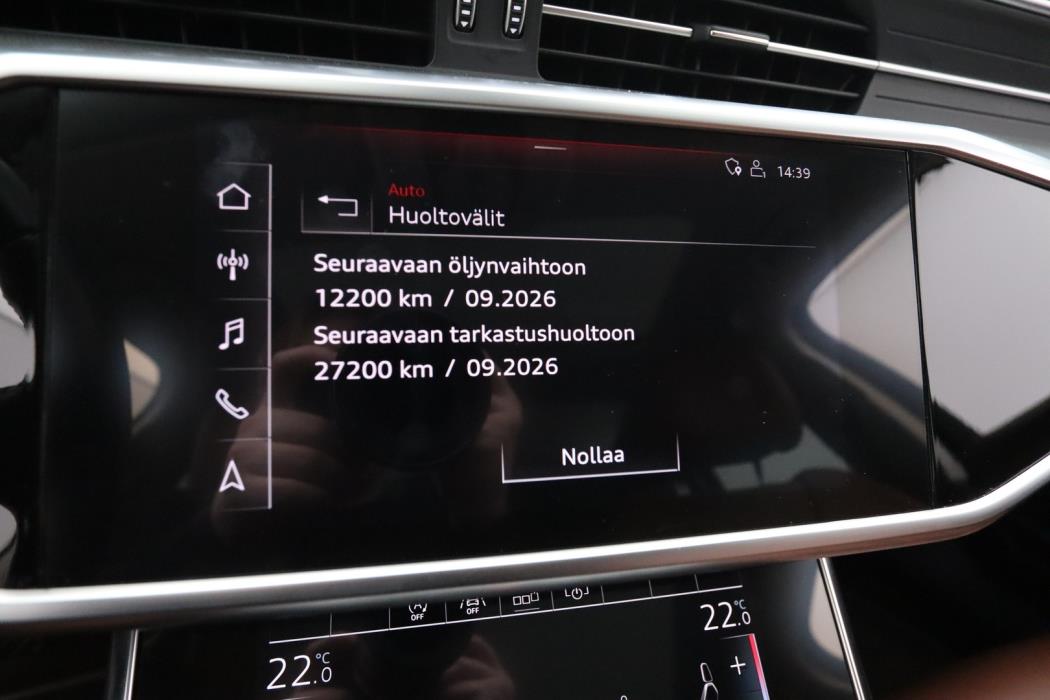 14:39
Auto
Huoltovälit
Seuraavaan öljynvaihtoon
12200 km / 09.2026
Seuraavaan tarkastushuoltoon
27200 km / 09.2026
Nollaa
OFF
OFF
22.0 °C
22.0 °C
+